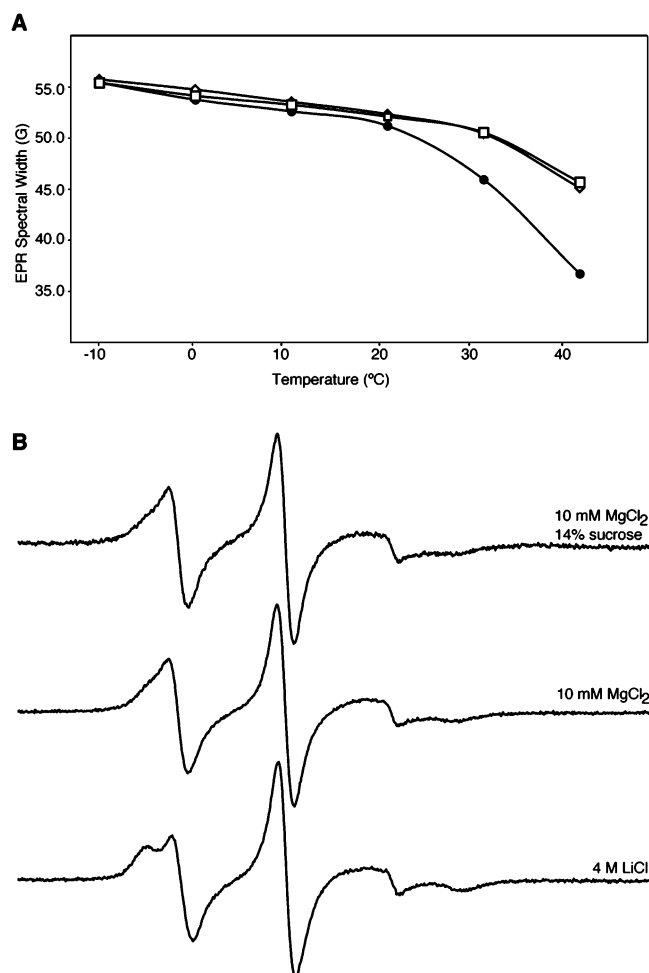 A
EPR Spectral Width (G)
55.0
50.0
45.0
40.0
35.0
-10 0 10 20 30 40
Temperature (ºC)
B
10 mM MgCl2
14% sucrose
10 mM MgCl2
4 M LiCl